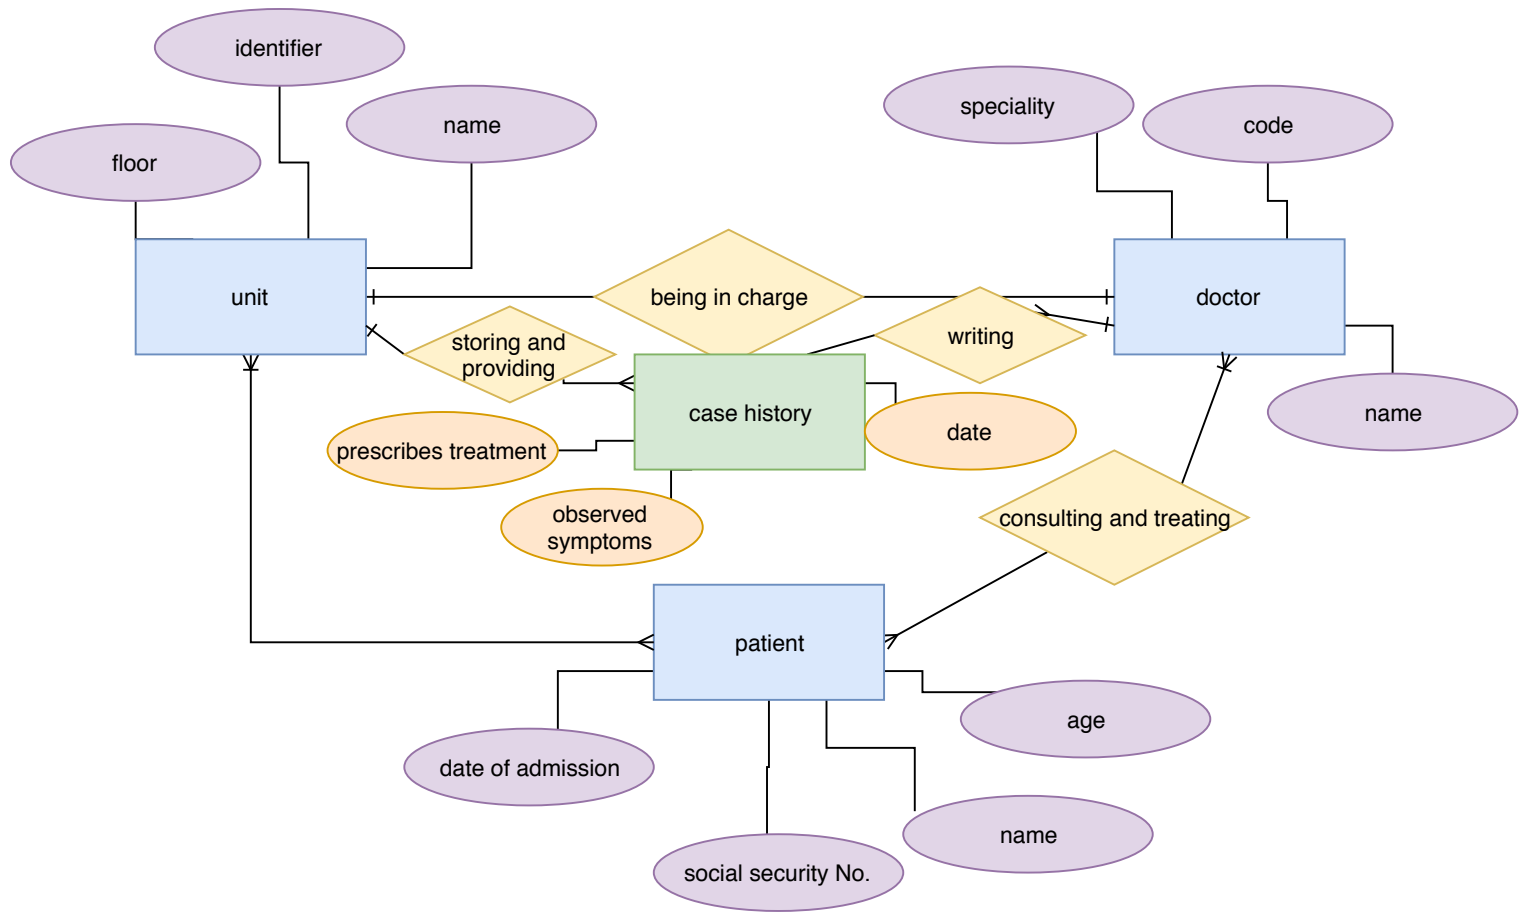 identifier
speciality
name
code
floor
unit
being in charge
doctor
storing and
providing
writing
case history
name
date
prescribes treatment
observed
symptoms
consulting and treating
patient
age
date of admission
name
social security No.